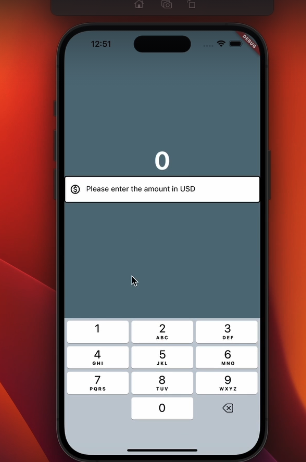 12:51
DEBUG
0
Please enter the amount in USD
1
2
ABC
3
DEF
4
GHI
5
JKL
6
MNO
7
PQRS
8
TUV
9
WXYZ
0